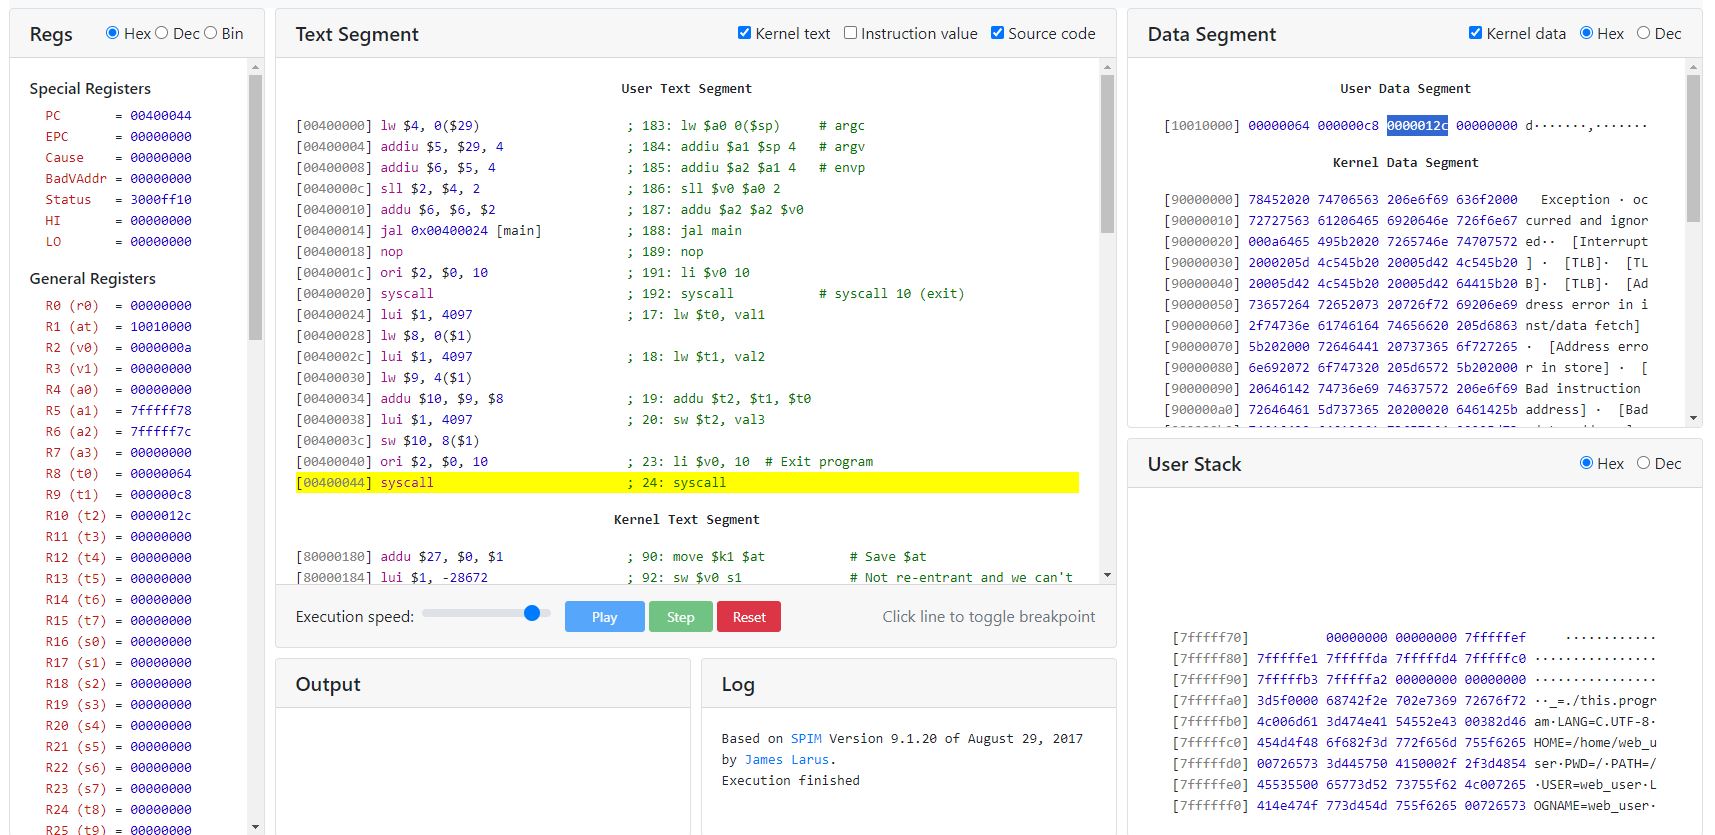 Regs Hex Dec Bin
Special Registers
PC = 00400044
EPC = 00000000
Cause = 00000000
BadVAddr = 00000000
Status = 3000ff10
HI = 00000000
LO = 00000000
General Registers
R0 (r0) = 00000000
R1 (at) = 10010000
R2 (v0) = 0000000a
R3 (v1) = 00000000
R4 (a0) = 00000000
R5 (a1) = 7fffff78
R6 (a2) = 7fffff7c
R7 (a3) = 00000000
R8 (t0) = 00000064
R9 (t1) = 000000c8
R10 (t2) = 0000012c
R11 (t3) = 00000000
R12 (t4) = 00000000
R13 (t5) = 00000000
R14 (t6) = 00000000
R15 (t7) = 00000000
R16 (s0) = 00000000
R17 (s1) = 00000000
R18 (s2) = 00000000
R19 (s3) = 00000000
R20 (s4) = 00000000
R21 (s5) = 00000000
R22 (s6) = 00000000
R23 (s7) = 00000000
R24 (t8) = 00000000
R25 (t9) = 00000000
Text Segment Kernel text Instruction value Source code
User Text Segment
[00400000] lw $4, 0($29) ; 183: lw $a0 0($sp) # argc
[00400004] addiu $5, $29, 4 ; 184: addiu $a1 $sp 4 # argv
[00400008] addiu $6, $5, 4 ; 185: addiu $a2 $a1 4 # envp
[0040000c] sll $2, $4, 2 ; 186: sll $v0 $a0 2
[00400010] addu $6, $6, $2 ; 187: addu $a2 $a2 $v0
[00400014] jal 0x00400024 [main] ; 188: jal main
[00400018] nop ; 189: nop
[0040001c] ori $2, $0, 10 ; 191: li $v0 10
[00400020] syscall ; 192: syscall # syscall 10 (exit)
[00400024] lui $1, 4097 ; 17: lw $t0, val1
[00400028] lw $8, 0($1)
[0040002c] lui $1, 4097 ; 18: lw $t1, val2
[00400030] lw $9, 4($1)
[00400034] addu $10, $9, $8 ; 19: addu $t2, $t1, $t0
[00400038] lui $1, 4097 ; 20: sw $t2, val3
[0040003c] sw $10, 8($1)
[00400040] ori $2, $0, 10 ; 23: li $v0, 10 # Exit program
[00400044] syscall ; 24: syscall
Kernel Text Segment
[80000180] addu $27, $0, $1 ; 90: move $k1 $at # Save $at
[80000184] lui $1, -28672 ; 92: sw $v0 s1 # Not re-entrant and we can't
Execution speed: Play Step Reset Click line to toggle breakpoint
Output
Log
Based on SPIM Version 9.1.20 of August 29, 2017
by James Larus.
Execution finished
Data Segment Kernel data Hex Dec
User Data Segment
[10010000] 00000064 000000c8 0000012c 00000000 d·······,·······
Kernel Data Segment
[90000000] 78452020 74706563 206e6f69 636f2000 Exception · oc
[90000010] 72727563 61206465 6920646e 726f6e67 curred and ignor
[90000020] 000a6465 495b2020 7265746e 74707572 ed·· [Interrupt
[90000030] 2000205d 4c545b20 20005d42 4c545b20 ] · [TLB]· [TL
[90000040] 20005d42 4c545b20 20005d42 64415b20 B]· [TLB]· [Ad
[90000050] 73657264 72652073 20726f72 69206e69 dress error in i
[90000060] 2f74736e 61746164 74656620 205d6863 nst/data fetch]
[90000070] 5b202000 72646441 20737365 6f727265 · [Address erro
[90000080] 6e692072 6f747320 205d6572 5b202000 r in store] · [
[90000090] 20646142 74736e69 74637572 206e6f69 Bad instruction
[900000a0] 72646461 5d737365 20200020 6461425b address] · [Bad
User Stack Hex Dec
[7fffff70] 00000000 00000000 7fffffef ············
[7fffff80] 7fffffe1 7fffffda 7fffffd4 7fffffc0 ················
[7fffff90] 7fffffb3 7fffffa2 00000000 00000000 ················
[7fffffa0] 3d5f0000 68742f2e 702e7369 72676f72 ··_=./this.progr
[7fffffb0] 4c006d61 3d474e41 54552e43 00382d46 am·LANG=C.UTF-8·
[7fffffc0] 454d4f48 6f682f3d 772f656d 755f6265 HOME=/home/web_u
[7fffffd0] 00726573 3d445750 4150002f 2f3d4854 ser·PWD=/·PATH=/
[7fffffe0] 45535500 65773d52 73755f62 4c007265 ·USER=web_user·L
[7ffffff0] 414e474f 773d454d 755f6265 00726573 OGNAME=web_user·